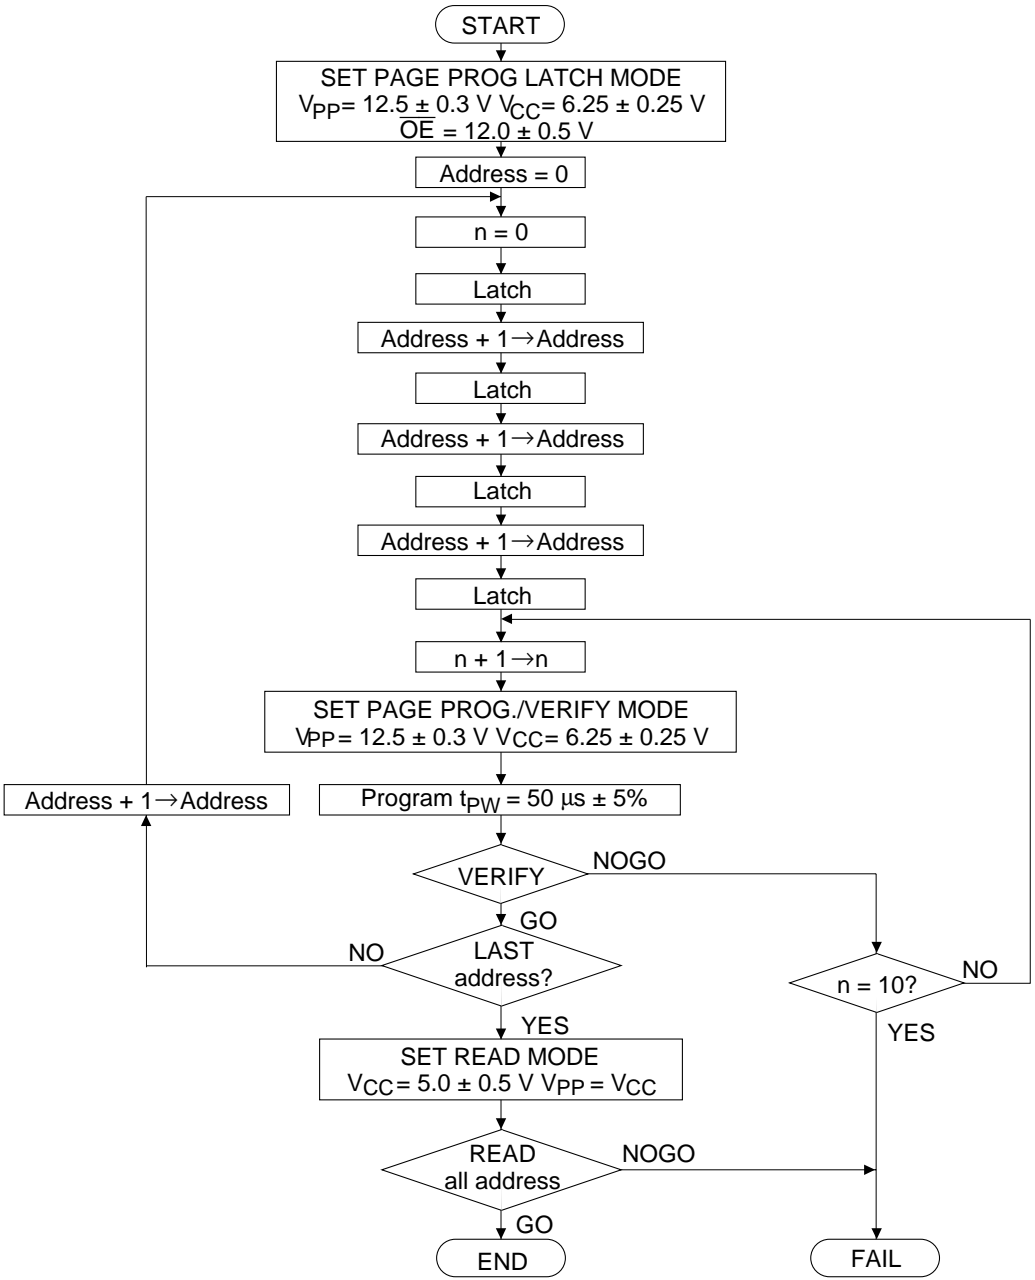 START
SET PAGE PROG LATCH MODE
VPP= 12.5 ± 0.3 V VCC= 6.25 ± 0.25 V
O̅E̅ = 12.0 ± 0.5 V
Address = 0
n = 0
Latch
Address + 1→Address
Latch
Address + 1→Address
Latch
Address + 1→Address
Latch
n + 1→n
SET PAGE PROG./VERIFY MODE
VPP= 12.5 ± 0.3 V VCC= 6.25 ± 0.25 V
Address + 1→Address
Program tPW = 50 µs ± 5%
VERIFY
NOGO
GO
LAST
address?
NO
n = 10?
NO
YES
YES
SET READ MODE
VCC= 5.0 ± 0.5 V VPP = VCC
READ
all address
NOGO
GO
END
FAIL